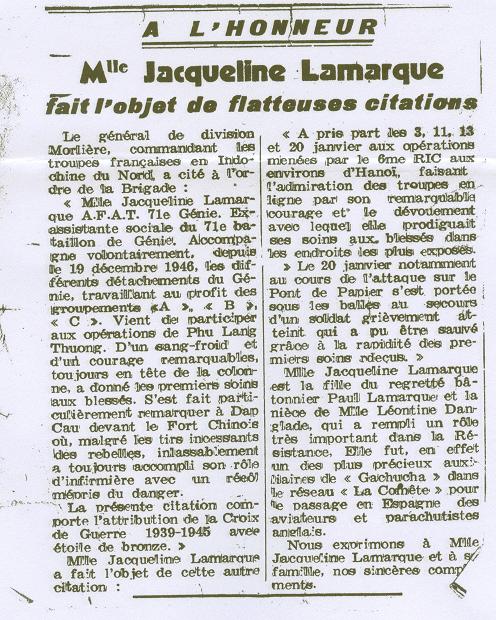 A L'HONNEUR
Mlle Jacqueline Lamarque
fait l'objet de flatteuses citations
Le général de division
Morlière, commandant les
troupes françaises en Indo-
chine du Nord, a cité à l'or-
dre de la Brigade :
« Mlle Jacqueline Lamar-
que A.F.A.T. 71e Génie. Ex-
assistante sociale du 71e ba-
taillon de Génie. Accompa-
gne volontairement, depuis
le 19 décembre 1946, les dif-
férents détachements du Gé-
nie, travaillant au profit des
groupements «A », « B »,
« C ». Vient de participer
aux opérations de Phu Lang
Thuong. D'un sang-froid et
d'un courage remarquables,
toujours en tête de la colon-
ne, a donné les premiers soins
aux blessés. S'est fait parti-
culièrement remarquer à Dap
Cau devant le Fort Chinois
où, malgré les tirs incessants
des rebelles, inlassablement
a toujours accompli son rôle
d'infirmière avec un réel
mépris du danger.
La présente citation com-
porte l'attribution de la Croix
de Guerre 1939-1945 avec
étoile de bronze. »
Mlle Jacqueline Lamarque
a fait l'objet de cette autre
citation :
« A pris part les 3, 11, 13
et 20 janvier aux opérations
menées par le 6me RIC aux
environs d'Hanoï, faisant
l'admiration des troupes en
ligne par son remarquable
courage et le dévouement
avec lequel elle prodiguait
ses soins aux blessés dans
les endroits les plus exposés.
» Le 20 janvier notamment
au cours de l'attaque sur le
Pont de Papier s'est portée
sous les balles au secours
d'un soldat grièvement at-
teint qui a pu être sauvé
grâce à la rapidité des pre-
miers soins reçus. »
Mlle Jacqueline Lamarque
est la fille du regretté bâ-
tonnier Paul Lamarque et la
nièce de Mlle Léontine Dan-
glade, qui a rempli un rôle
très important dans la Ré-
sistance. Elle fut, en effet
un des plus précieux auxi-
liaires de « Gachucha » dans
le réseau « La Comète » pour
le passage en Espagne des
aviateurs et parachutistes
anglais.
Nous exprimons à Mlle
Jacqueline Lamarque et à s
famille, nos sincères comp
ments.